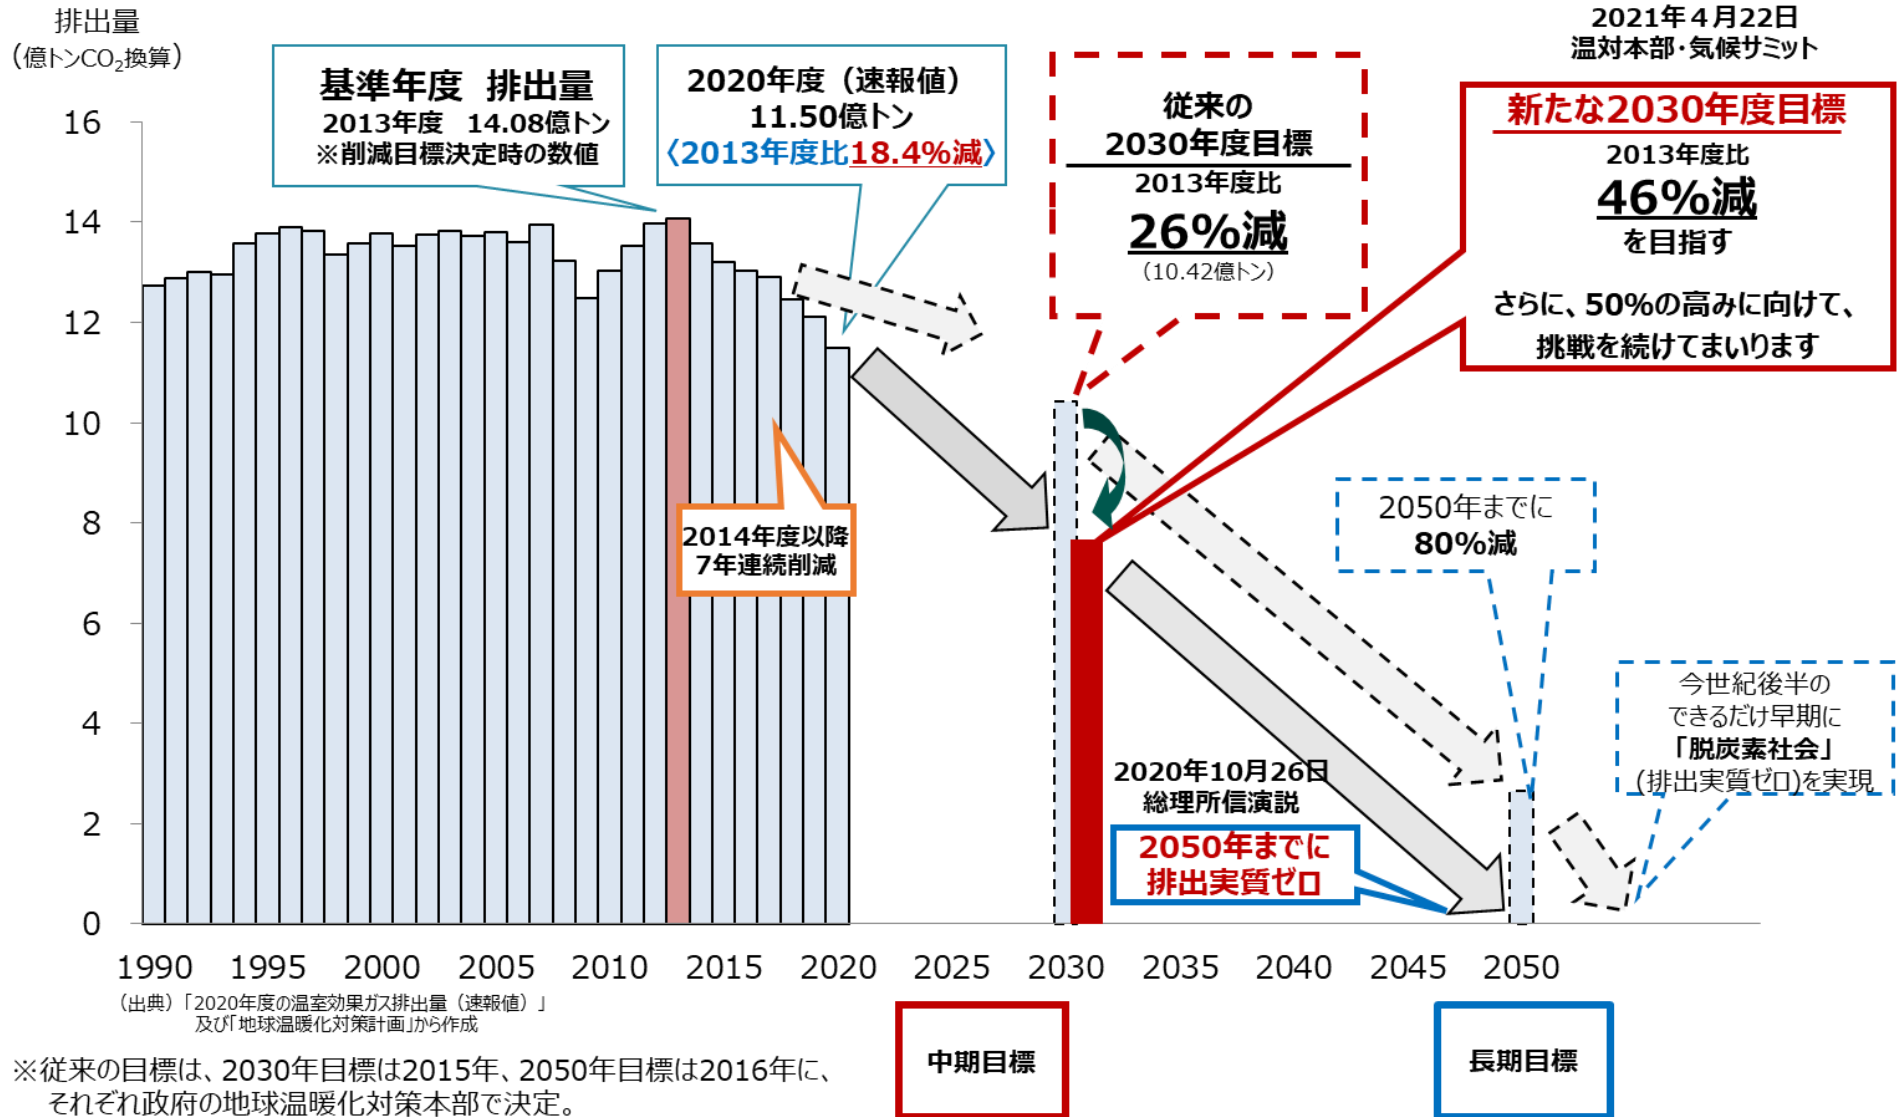 排出量
(億トンCO₂換算)
2021年4月22日
温対本部・気候サミット
基準年度 排出量
2013年度 14.08億トン
※削減目標決定時の数値
2020年度（速報値）
11.50億トン
〈2013年度比18.4%減〉
従来の
2030年度目標
2013年度比
26%減
（10.42億トン）
新たな2030年度目標
2013年度比
46%減
を目指す
さらに、50%の高みに向けて、
挑戦を続けてまいります
16
14
12
10
8
6
4
2
0
2014年度以降
7年連続削減
2050年までに
80%減
今世紀後半の
できるだけ早期に
「脱炭素社会」
(排出実質ゼロ)を実現
2020年10月26日
総理所信演説
2050年までに
排出実質ゼロ
1990 1995 2000 2005 2010 2015 2020 2025 2030 2035 2040 2045 2050
（出典）「2020年度の温室効果ガス排出量（速報値）」
及び「地球温暖化対策計画」から作成
中期目標
長期目標
※従来の目標は、2030年目標は2015年、2050年目標は2016年に、
それぞれ政府の地球温暖化対策本部で決定。